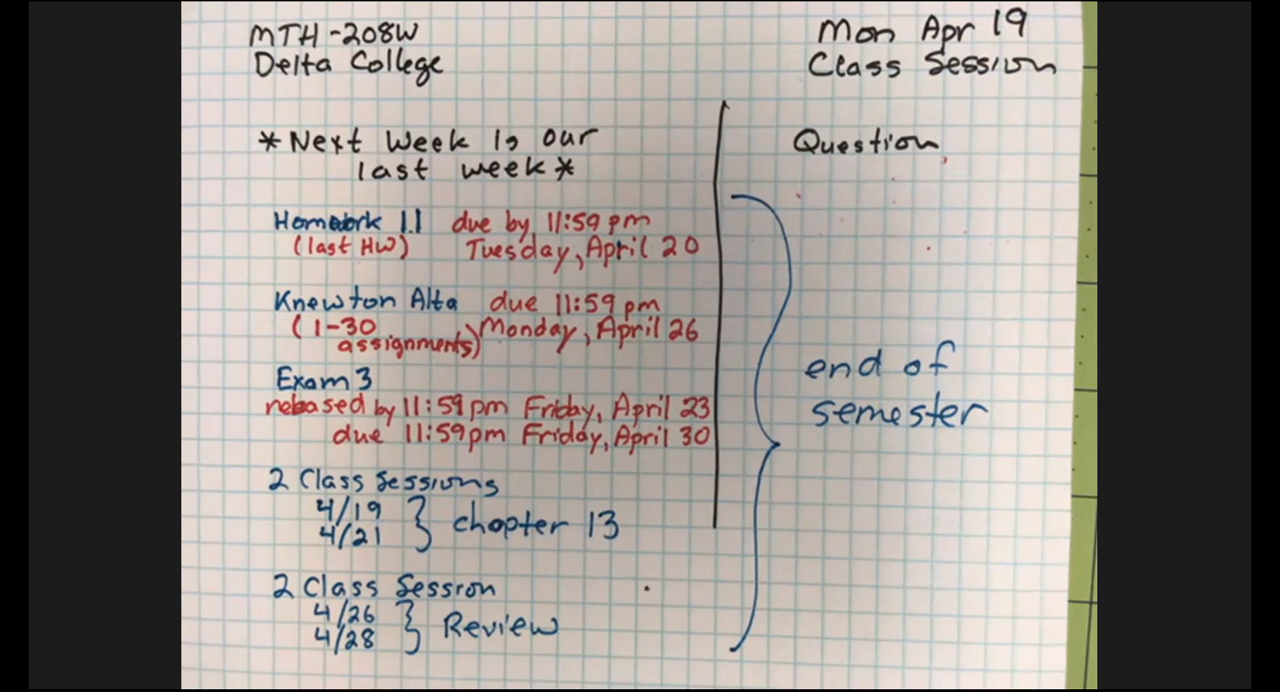 MTH-208W
Delta College
Mon Apr 19
Class Session
*Next Week Is our
last week*
Question
Homework 11 due by 11:59 pm
(last HW) Tuesday, April 20
Knewton Alta due 11:59 pm
(1-30 Monday, April 26
assignments)
Exam 3
released by 11:59 pm Friday, April 23
due 11:59pm Friday, April 30
end of
semester
2 Class Sessions
4/19
4/21 } chapter 13
2 Class Session
4/26
4/28 } Review